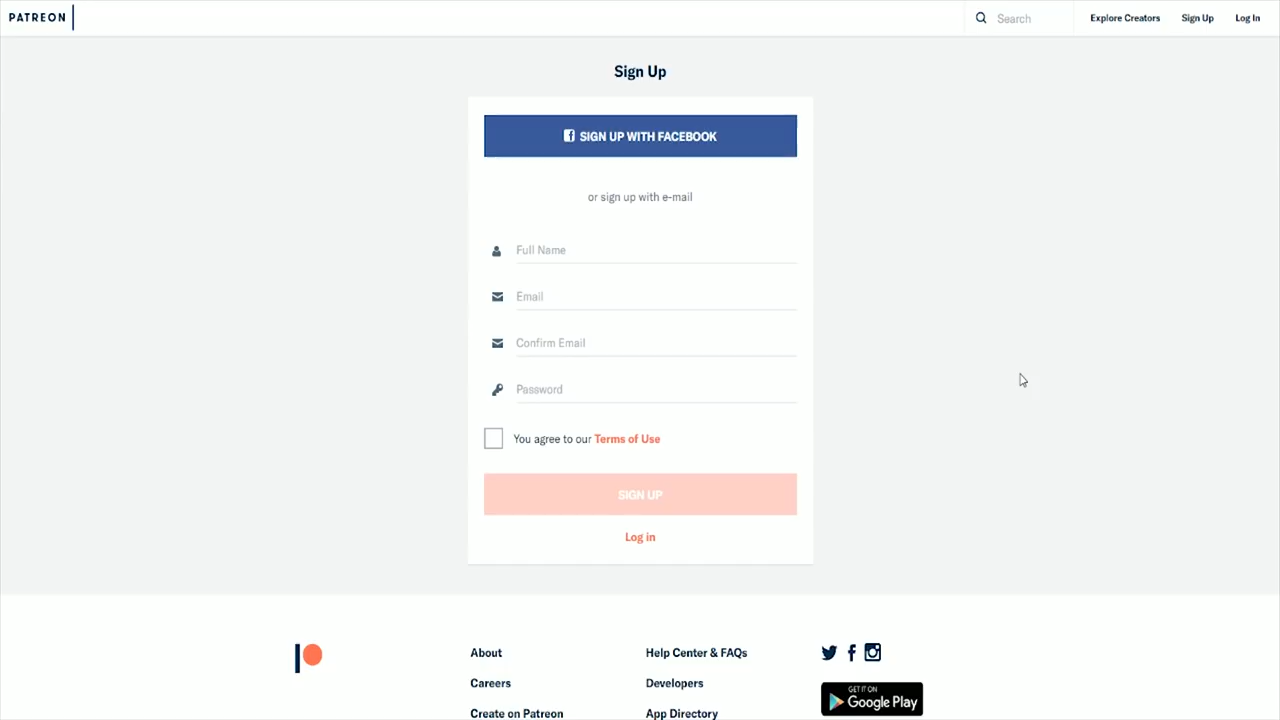 PATREON
Search
Explore Creators
Sign Up
Log In
Sign Up
SIGN UP WITH FACEBOOK
or sign up with e-mail
Full Name
Email
Confirm Email
Password
You agree to our Terms of Use
SIGN UP
Log in
About
Help Center & FAQs
Careers
Developers
GET IT ON
Google Play
Create on Patreon
App Directory